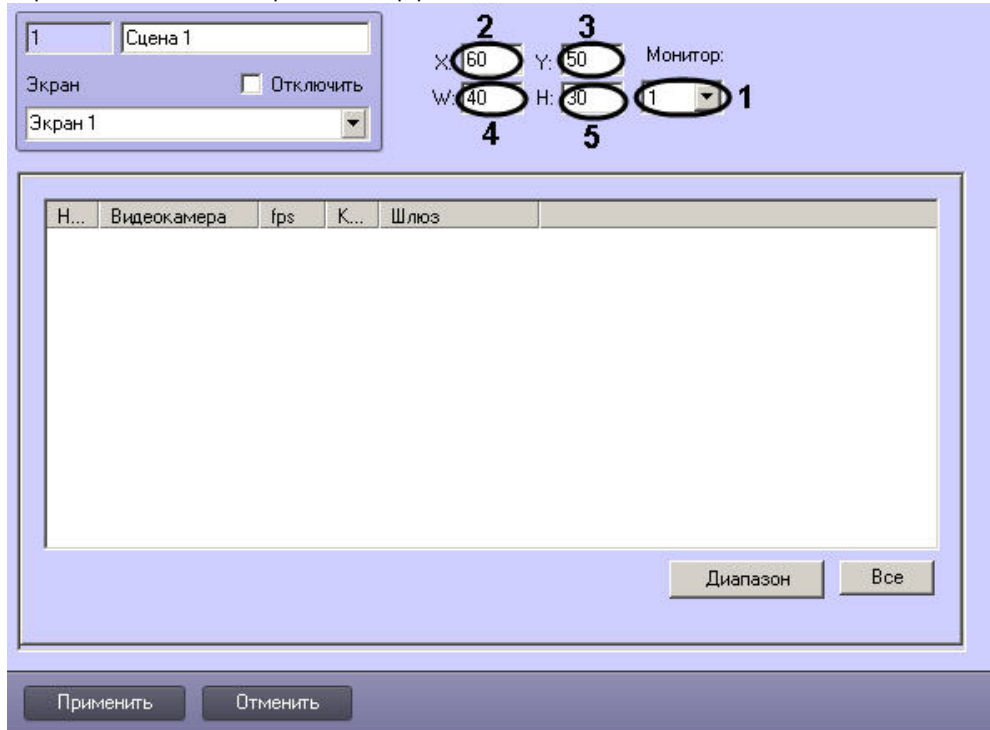 1 Сцена 1
Экран Отключить
Экран 1
2 3
X: 60 Y: 50 Монитор:
W: 40 H: 30 1 1
4 5
Н... Видеокамера fps К... Шлюз
Диапазон Все
Применить Отменить